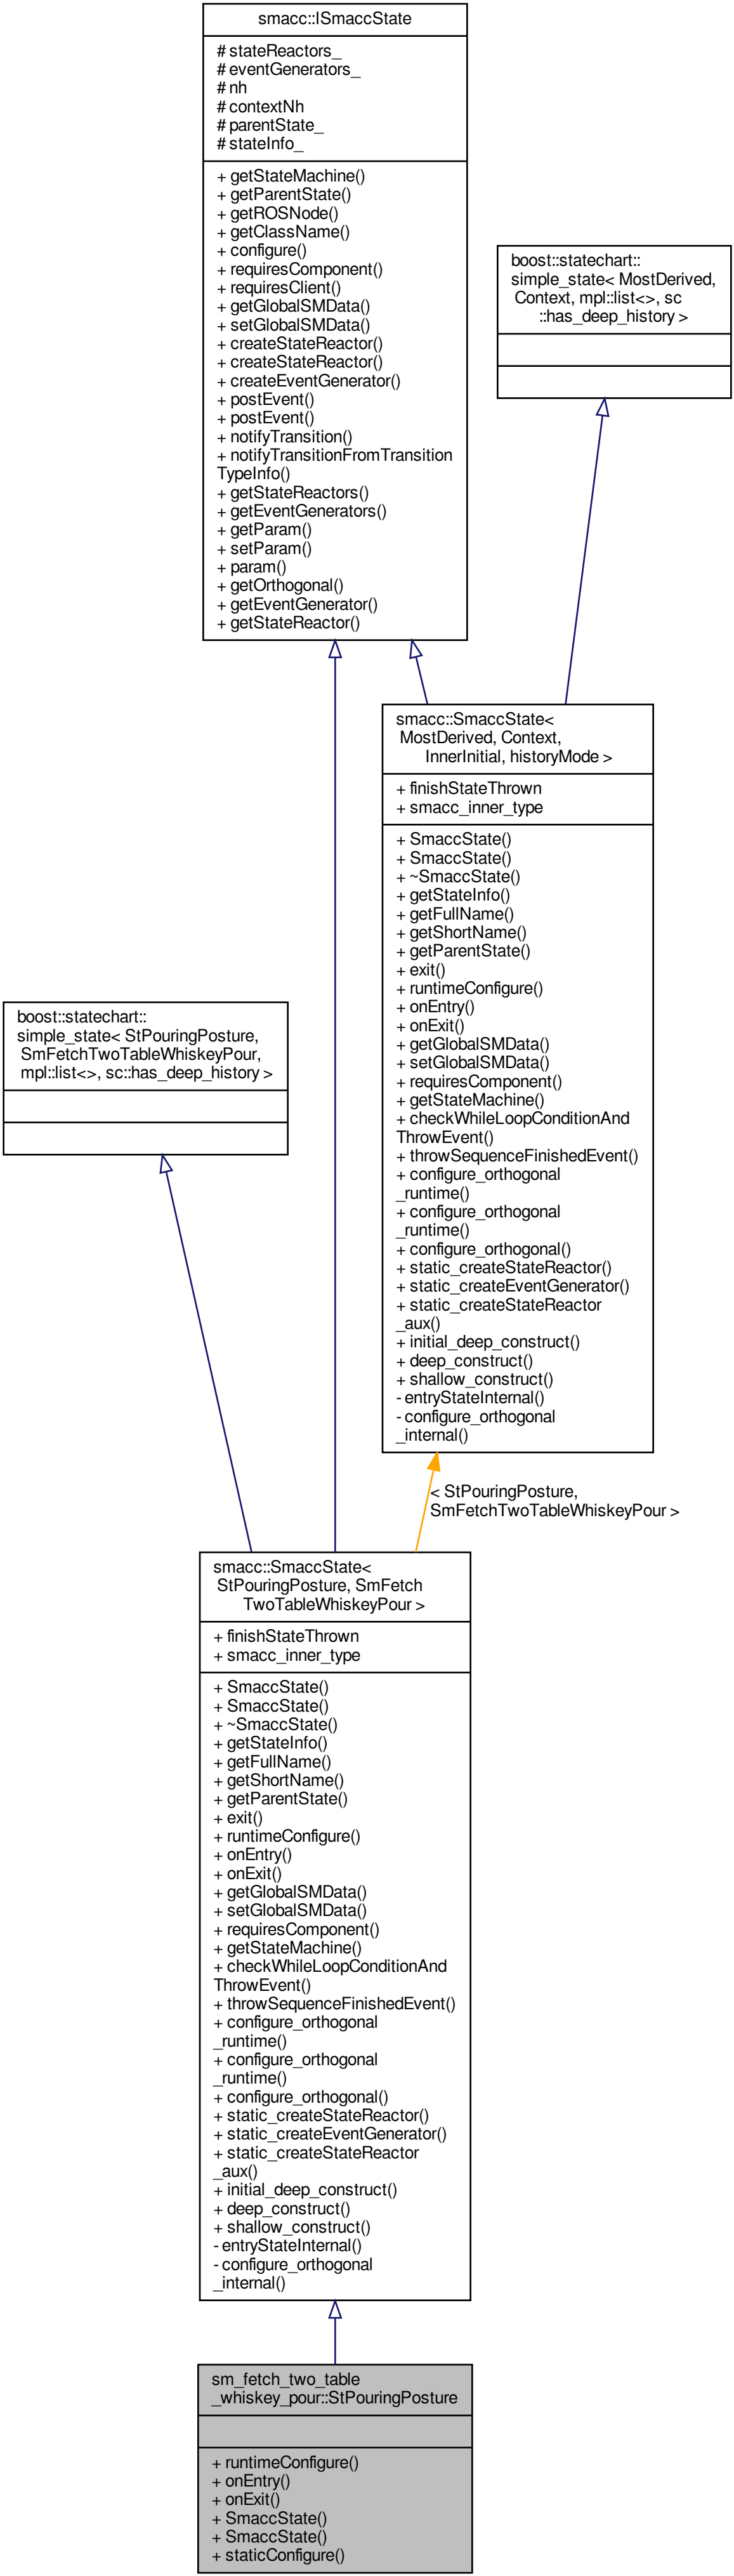 smacc::ISmaccState
# stateReactors_
# eventGenerators_
# nh
# contextNh
# parentState_
# stateInfo_
+ getStateMachine()
+ getParentState()
+ getROSNode()
+ getClassName()
+ configure()
+ requiresComponent()
+ requiresClient()
+ getGlobalSMData()
+ setGlobalSMData()
+ createStateReactor()
+ createStateReactor()
+ createEventGenerator()
+ postEvent()
+ postEvent()
+ notifyTransition()
+ notifyTransitionFromTransition
TypeInfo()
+ getStateReactors()
+ getEventGenerators()
+ getParam()
+ setParam()
+ param()
+ getOrthogonal()
+ getEventGenerator()
+ getStateReactor()
boost::statechart::
simple_state< MostDerived,
Context, mpl::list<>, sc
::has_deep_history >
smacc::SmaccState<
MostDerived, Context,
InnerInitial, historyMode >
+ finishStateThrown
+ smacc_inner_type
+ SmaccState()
+ SmaccState()
+ ~SmaccState()
+ getStateInfo()
+ getFullName()
+ getShortName()
+ getParentState()
+ exit()
+ runtimeConfigure()
+ onEntry()
+ onExit()
+ getGlobalSMData()
+ setGlobalSMData()
+ requiresComponent()
+ getStateMachine()
+ checkWhileLoopConditionAnd
ThrowEvent()
+ throwSequenceFinishedEvent()
+ configure_orthogonal
_runtime()
+ configure_orthogonal
_runtime()
+ configure_orthogonal()
+ static_createStateReactor()
+ static_createEventGenerator()
+ static_createStateReactor
_aux()
+ initial_deep_construct()
+ deep_construct()
+ shallow_construct()
- entryStateInternal()
- configure_orthogonal
_internal()
boost::statechart::
simple_state< StPouringPosture,
SmFetchTwoTableWhiskeyPour,
mpl::list<>, sc::has_deep_history >
< StPouringPosture,
SmFetchTwoTableWhiskeyPour >
smacc::SmaccState<
StPouringPosture, SmFetch
TwoTableWhiskeyPour >
+ finishStateThrown
+ smacc_inner_type
+ SmaccState()
+ SmaccState()
+ ~SmaccState()
+ getStateInfo()
+ getFullName()
+ getShortName()
+ getParentState()
+ exit()
+ runtimeConfigure()
+ onEntry()
+ onExit()
+ getGlobalSMData()
+ setGlobalSMData()
+ requiresComponent()
+ getStateMachine()
+ checkWhileLoopConditionAnd
ThrowEvent()
+ throwSequenceFinishedEvent()
+ configure_orthogonal
_runtime()
+ configure_orthogonal
_runtime()
+ configure_orthogonal()
+ static_createStateReactor()
+ static_createEventGenerator()
+ static_createStateReactor
_aux()
+ initial_deep_construct()
+ deep_construct()
+ shallow_construct()
- entryStateInternal()
- configure_orthogonal
_internal()
sm_fetch_two_table
_whiskey_pour::StPouringPosture
+ runtimeConfigure()
+ onEntry()
+ onExit()
+ SmaccState()
+ SmaccState()
+ staticConfigure()